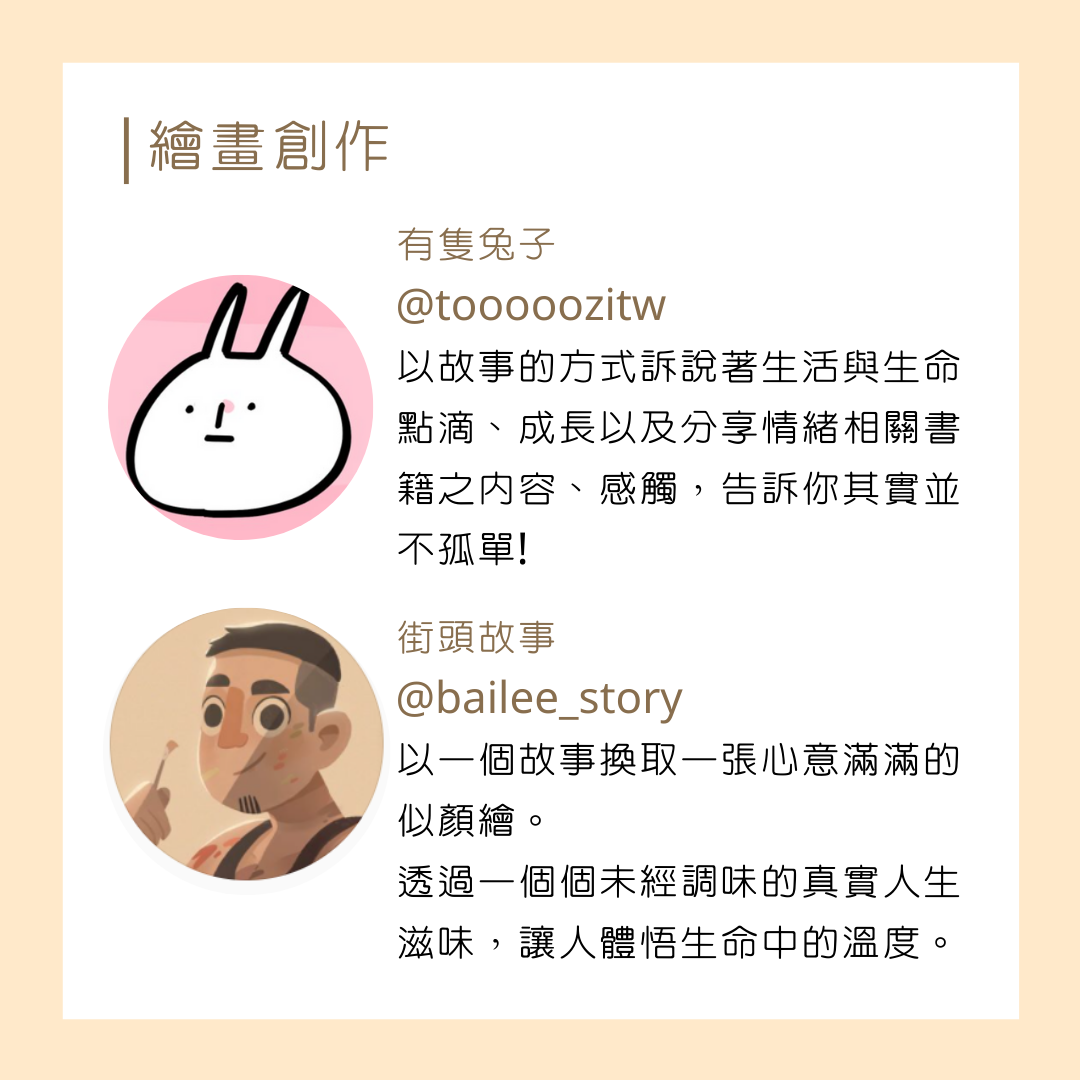 繪畫創作
有隻兔子
@tooooozitw
以故事的方式訴說著生活與生命
點滴、成長以及分享情緒相關書
籍之内容、感觸，告訴你其實並
不孤單!
街頭故事
@bailee_story
以一個故事換取一張心意滿滿的
似顏繪。
透過一個個未經調味的真實人生
滋味，讓人體悟生命中的溫度。